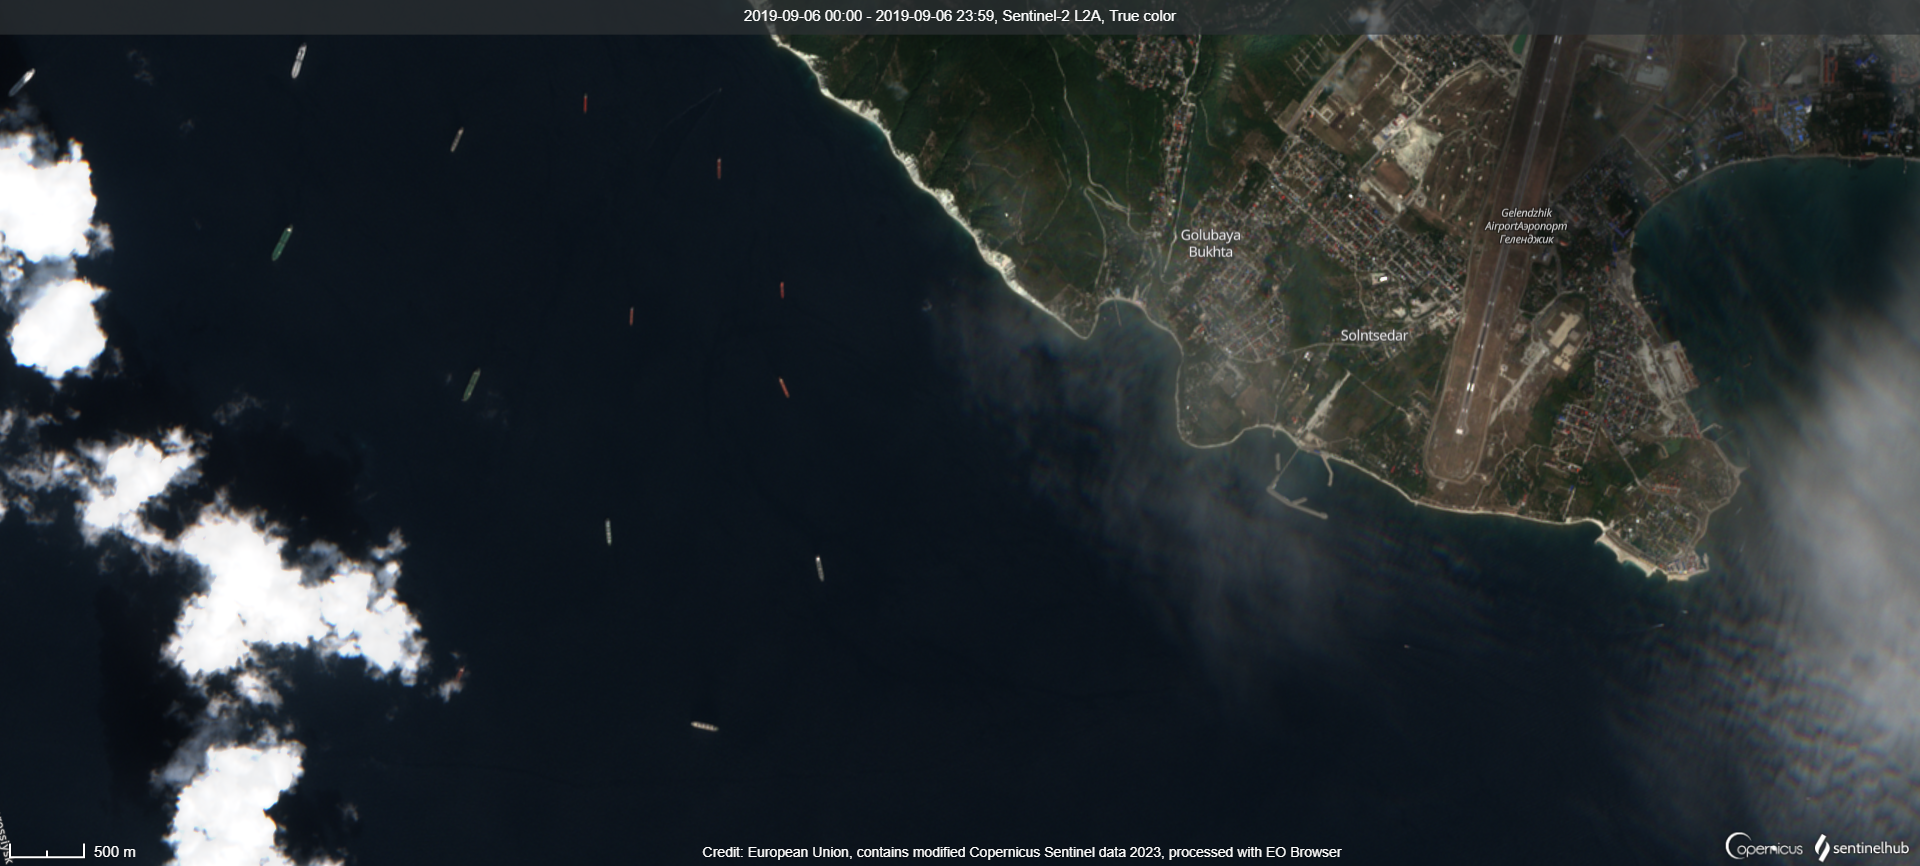 2019-09-06 00:00 - 2019-09-06 23:59, Sentinel-2 L2A, True color
Gelendzhik
AirportАэропорт
Геленджик
Golubaya
Bukhta
Solntsedar
500 m
Credit: European Union, contains modified Copernicus Sentinel data 2023, processed with EO Browser
Copernicus
sentinelhub